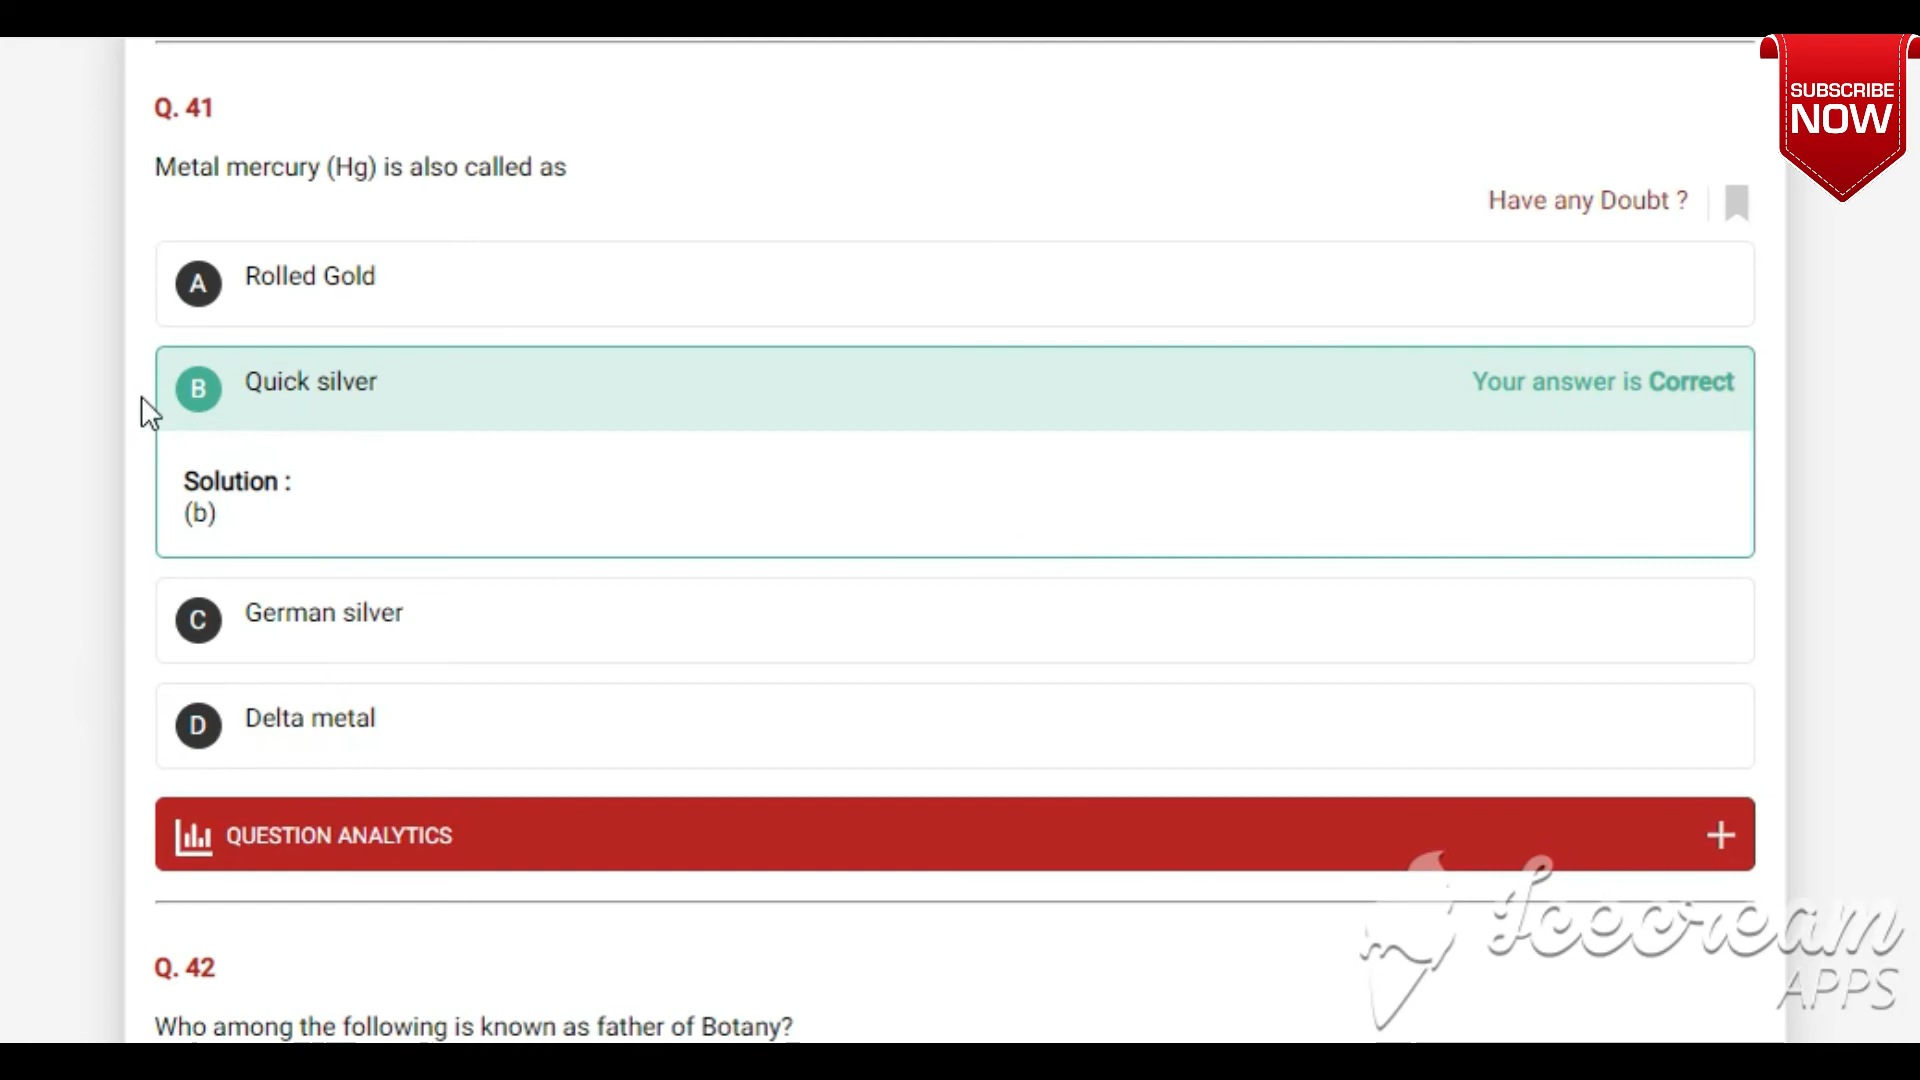 SUBSCRIBE
NOW
Q. 41
Metal mercury (Hg) is also called as
Have any Doubt ?
A Rolled Gold
B Quick silver Your answer is Correct
Solution :
(b)
C German silver
D Delta metal
QUESTION ANALYTICS +
Q. 42
Who among the following is known as father of Botany?
Icecream
APPS